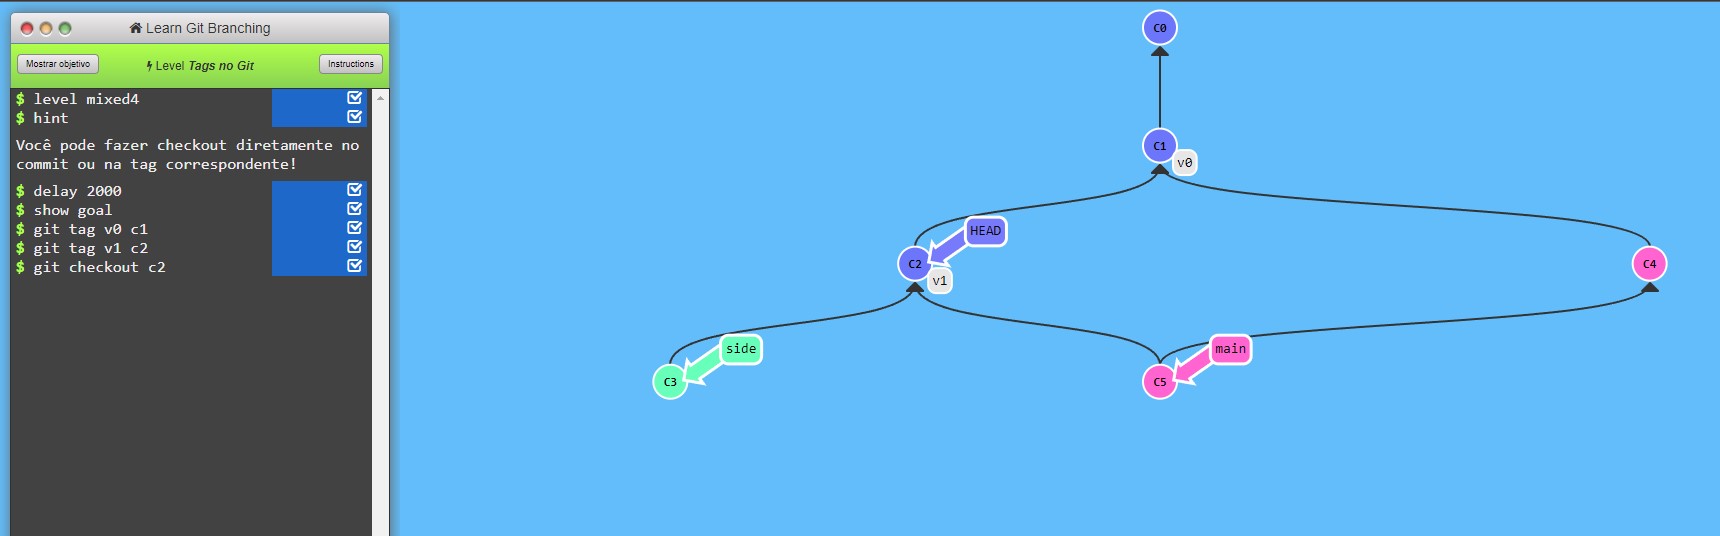 Learn Git Branching
Mostrar objetivo
Level Tags no Git
Instructions
$ level mixed4
$ hint
Você pode fazer checkout diretamente no
commit ou na tag correspondente!
$ delay 2000
$ show goal
$ git tag v0 c1
$ git tag v1 c2
$ git checkout c2
C0
C1
v0
HEAD
C2
v1
C4
side
main
C3
C5